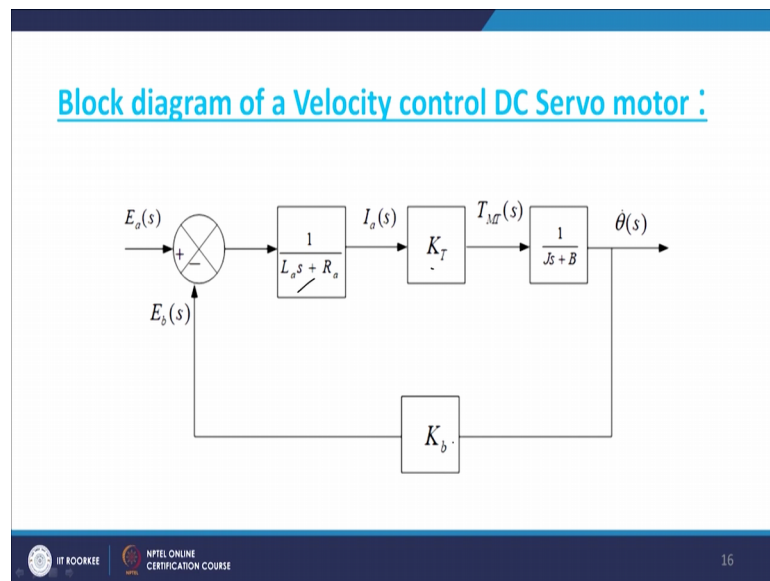 Block diagram of a Velocity control DC Servo motor :
E_a(s)
+
−
E_b(s)
1
L_a s + R_a
I_a(s)
K_T
T_MT(s)
1
Js + B
θ̇(s)
K_b
IIT ROORKEE
NPTEL ONLINE
CERTIFICATION COURSE
16